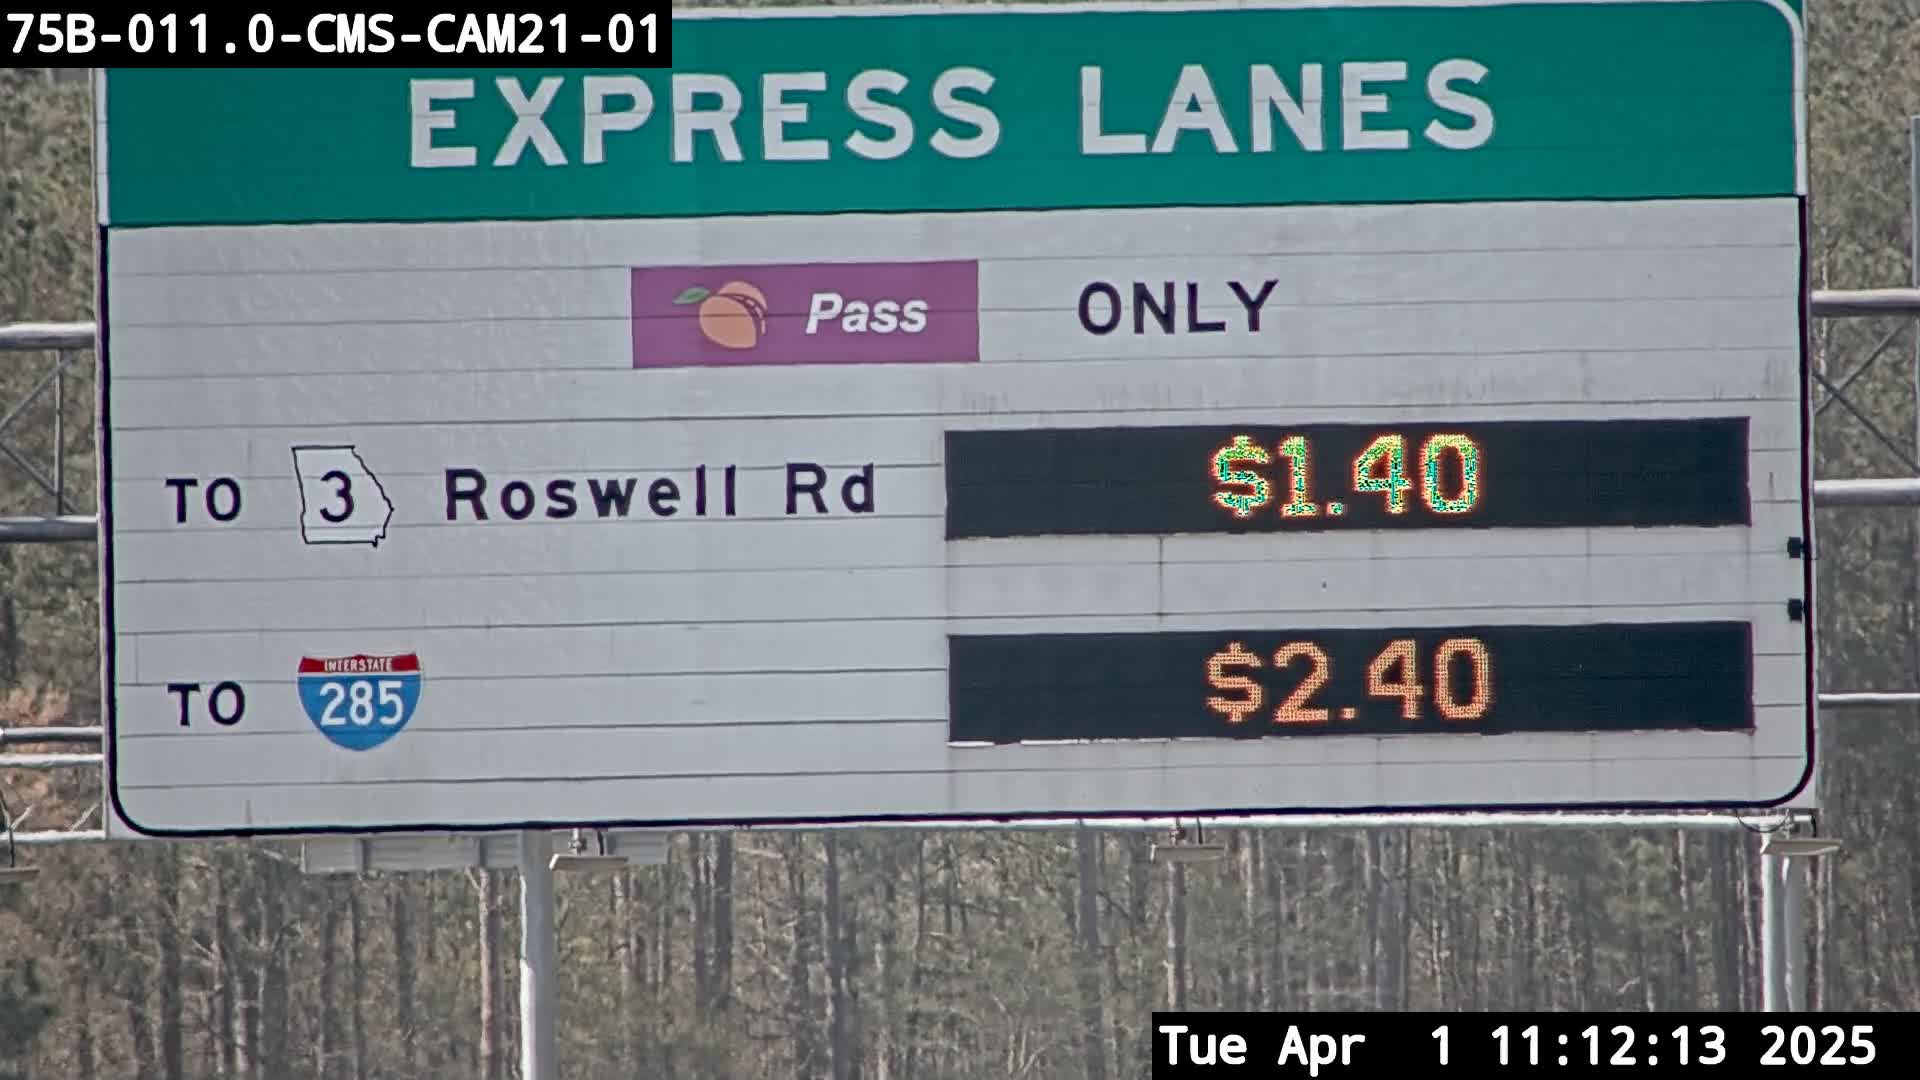 75B-011.0-CMS-CAM21-01
EXPRESS LANES
Pass ONLY
TO 3 Roswell Rd $1.40
INTERSTATE
TO 285 $2.40
Tue Apr 1 11:12:13 2025